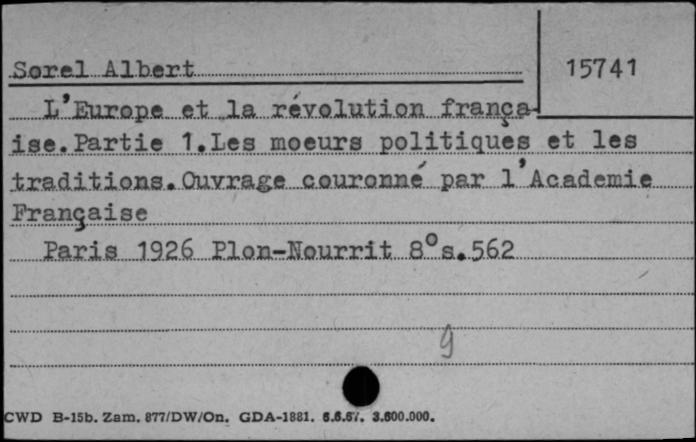 Sorel Albert
15741
L'Europe et la révolution frança-
ise.Partie 1.Les moeurs politiques et les
traditions.Ouvrage couronné par l'Academie
Française
Paris 1926 Plon-Nourrit 8°s.562
9
CWD B-15b. Zam. 877/DW/On. GDA-1881. 6.6.67. 3.600.000.